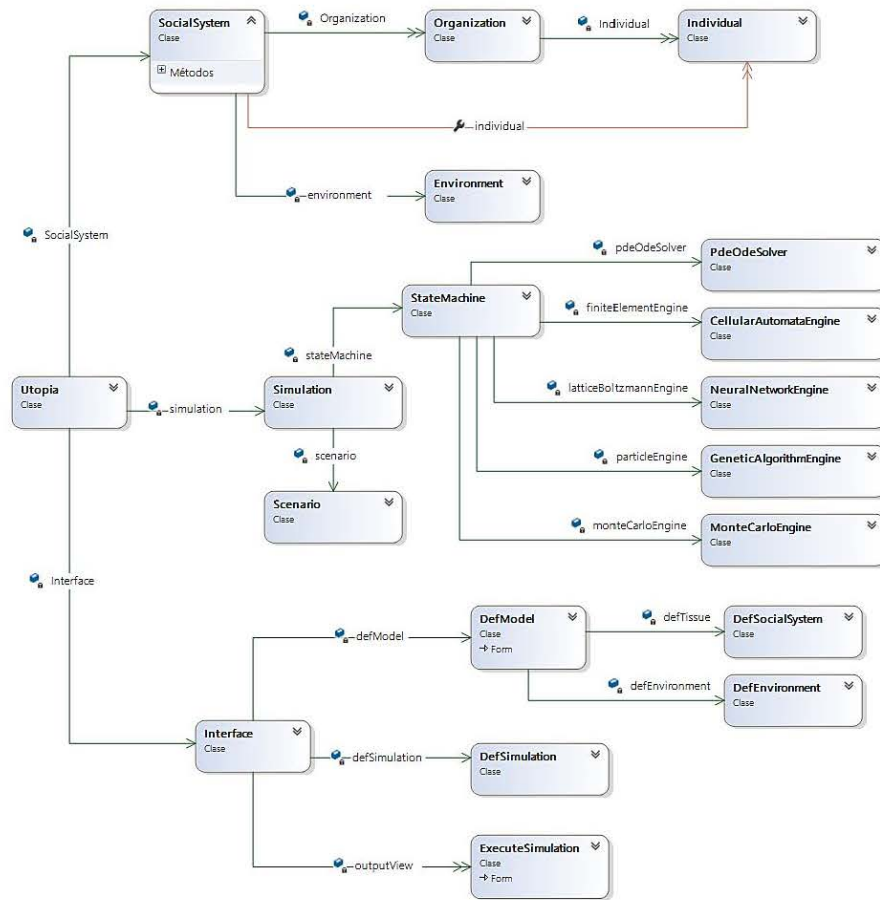 SocialSystem
Clase
Métodos
Organization
Organization
Clase
Individual
Individual
Clase
individual
environment
Environment
Clase
SocialSystem
pdeOdeSolver
PdeOdeSolver
Clase
StateMachine
Clase
finiteElementEngine
CellularAutomataEngine
Clase
stateMachine
Utopia
Clase
simulation
Simulation
Clase
latticeBoltzmannEngine
NeuralNetworkEngine
Clase
scenario
particleEngine
GeneticAlgorithmEngine
Clase
Scenario
Clase
monteCarloEngine
MonteCarloEngine
Clase
Interface
defModel
DefModel
Clase
Form
defTissue
DefSocialSystem
Clase
defEnvironment
DefEnvironment
Clase
Interface
Clase
defSimulation
DefSimulation
Clase
outputView
ExecuteSimulation
Clase
Form